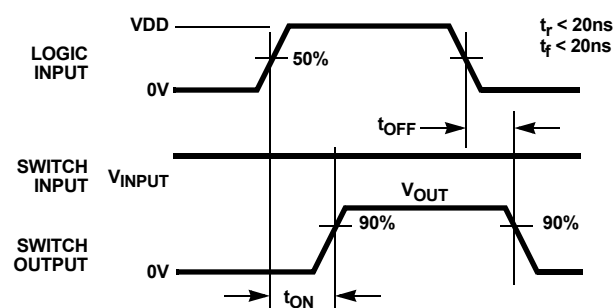 VDD
LOGIC
INPUT
50%
0V
tr < 20ns
tf < 20ns
tOFF
SWITCH
INPUT
VINPUT
VOUT
SWITCH
OUTPUT
90%
90%
0V
tON